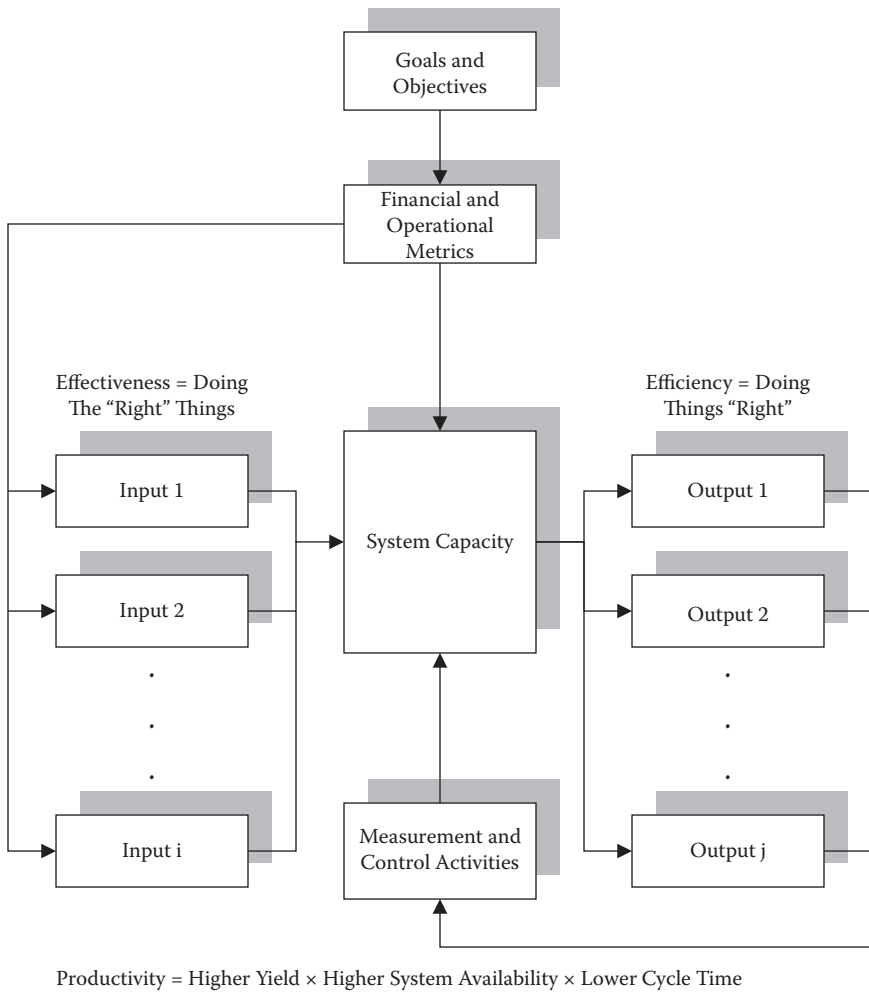 Goals and
Objectives
Financial and
Operational
Metrics
Effectiveness = Doing
The “Right” Things
Efficiency = Doing
Things “Right”
Input 1
System Capacity
Output 1
Input 2
Output 2
.
.
.
.
.
.
Input i
Measurement and
Control Activities
Output j
Productivity = Higher Yield × Higher System Availability × Lower Cycle Time